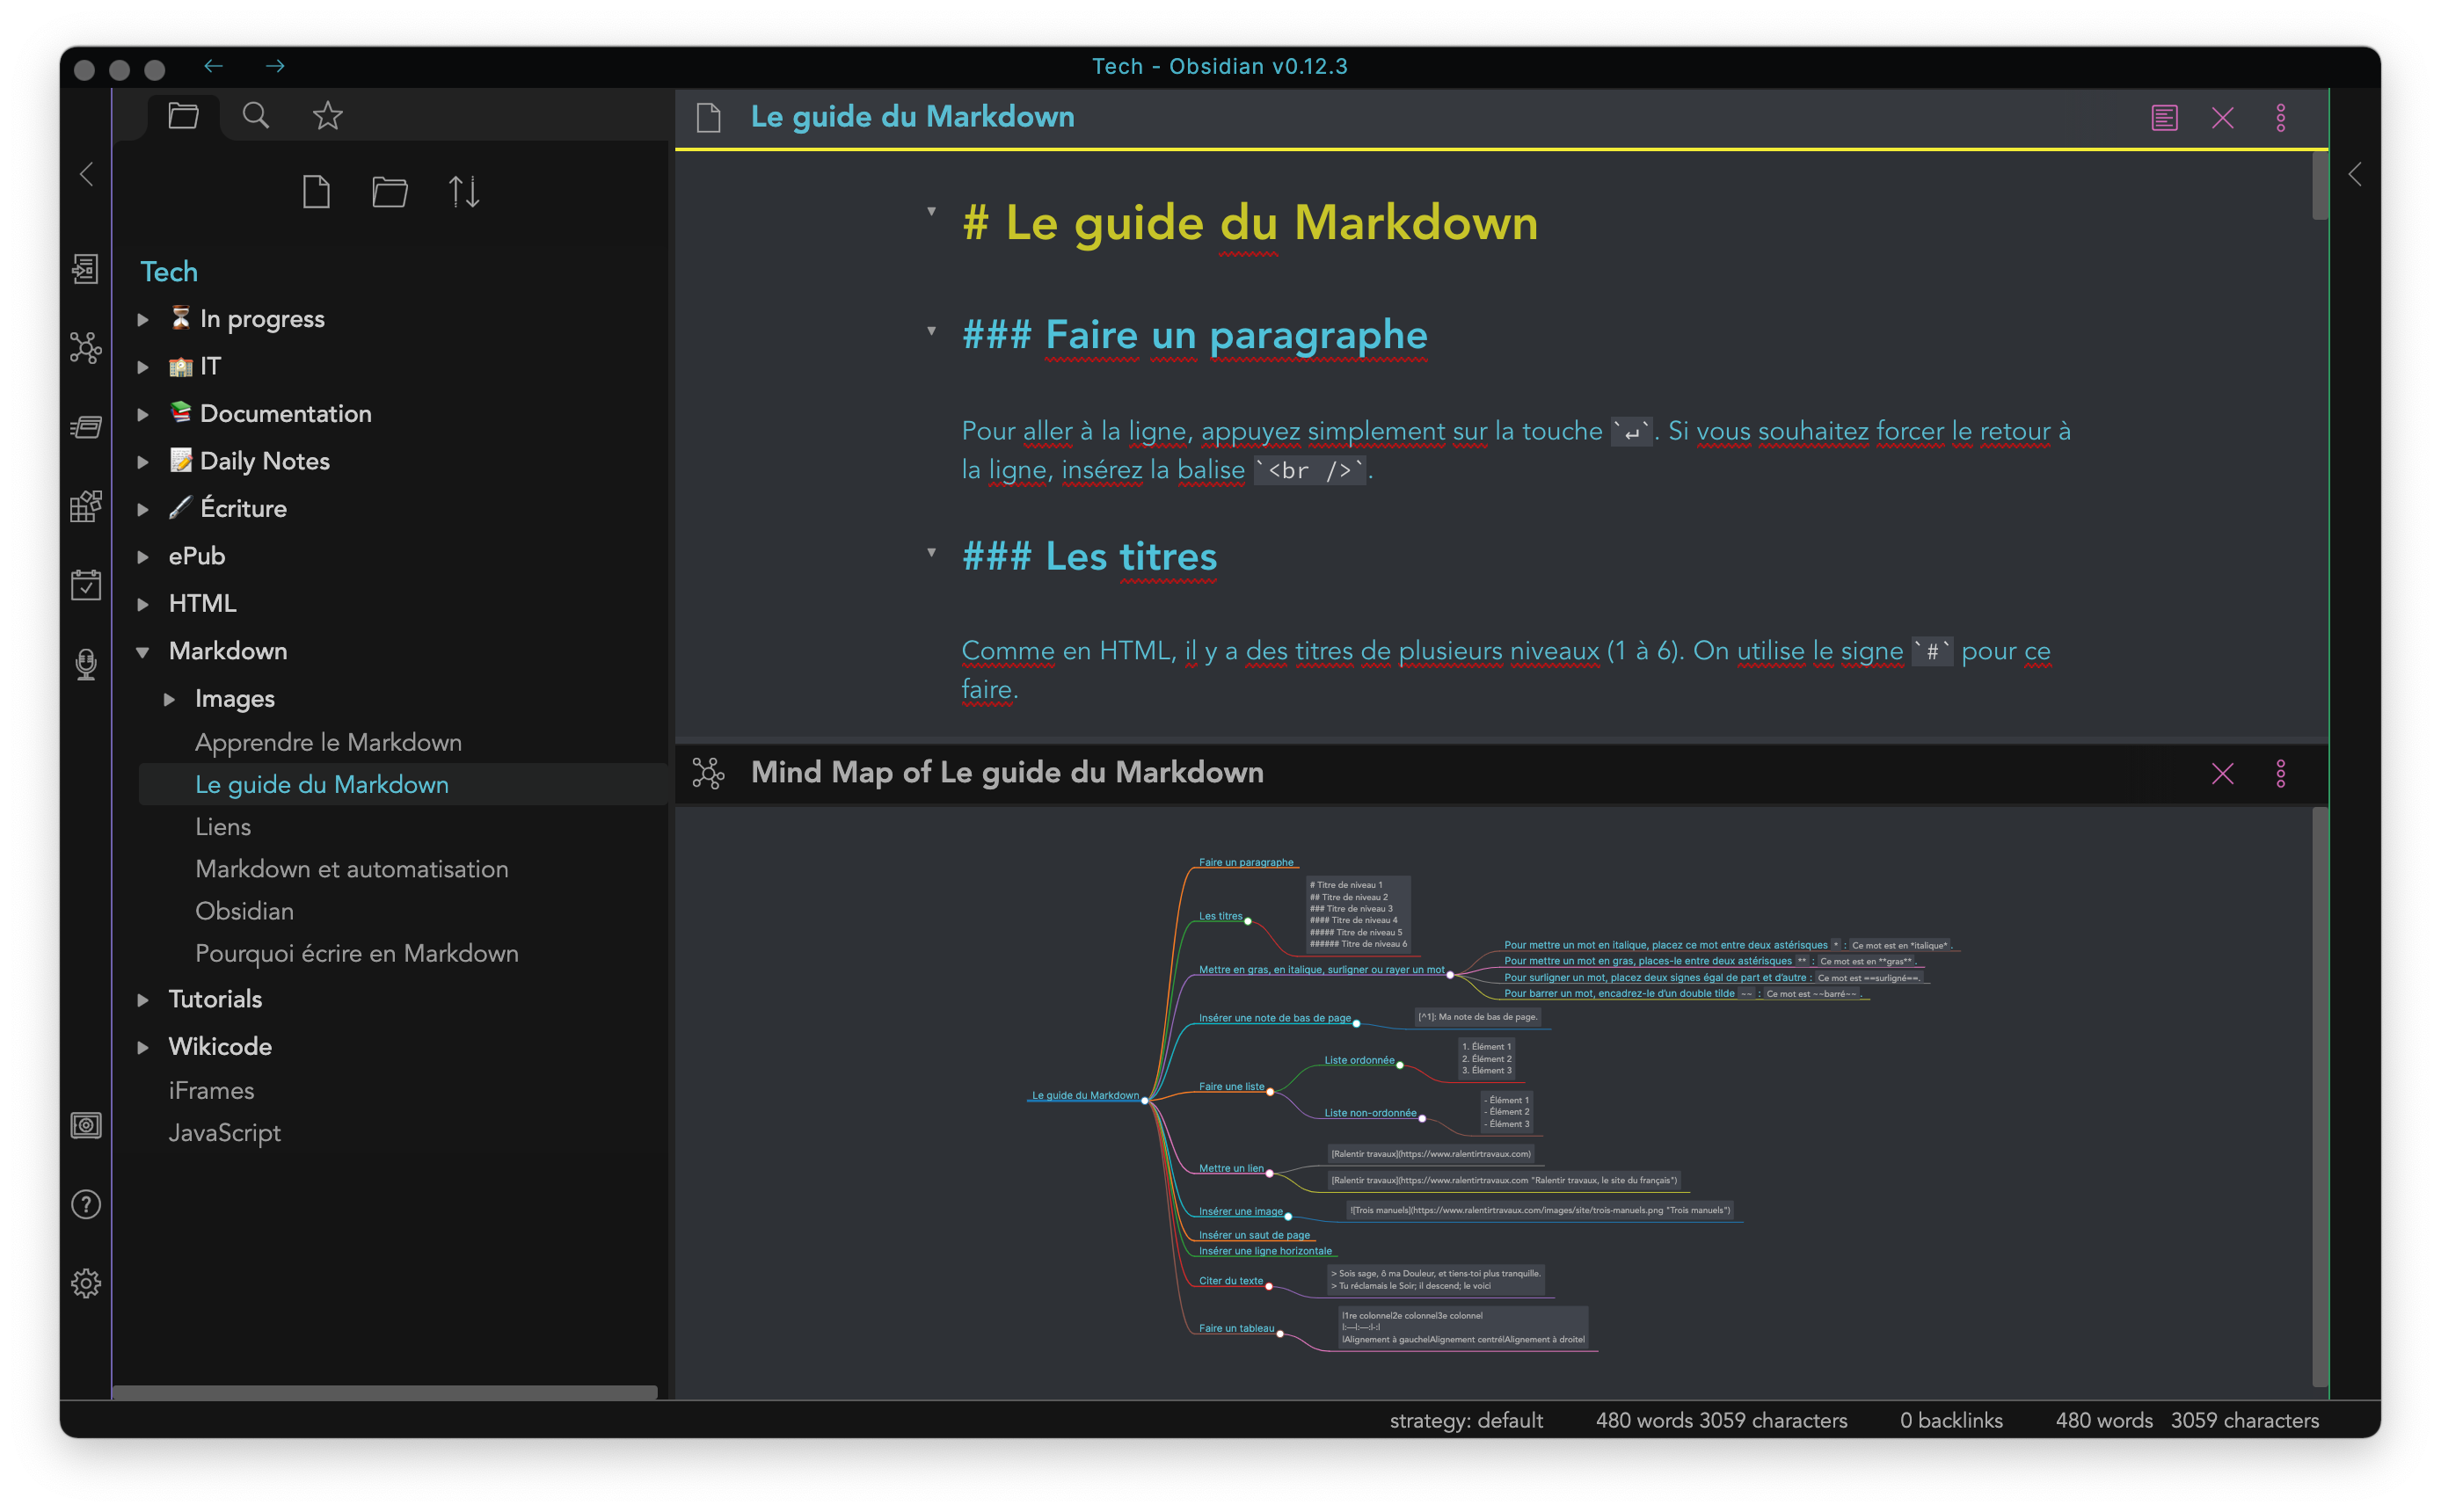 Tech - Obsidian v0.12.3
Tech
⏳ In progress
🏫 IT
📚 Documentation
📝 Daily Notes
🖋️ Écriture
ePub
HTML
Markdown
Images
Apprendre le Markdown
Le guide du Markdown
Liens
Markdown et automatisation
Obsidian
Pourquoi écrire en Markdown
Tutorials
Wikicode
iFrames
JavaScript
Le guide du Markdown
# Le guide du Markdown
### Faire un paragraphe
Pour aller à la ligne, appuyez simplement sur la touche `↵`. Si vous souhaitez forcer le retour à
la ligne, insérez la balise `<br />`.
### Les titres
Comme en HTML, il y a des titres de plusieurs niveaux (1 à 6). On utilise le signe `#` pour ce
faire.
Mind Map of Le guide du Markdown
Le guide du Markdown
Faire un paragraphe
Les titres
# Titre de niveau 1
## Titre de niveau 2
### Titre de niveau 3
#### Titre de niveau 4
##### Titre de niveau 5
###### Titre de niveau 6
Mettre en gras, en italique, surligner ou rayer un mot
Pour mettre un mot en italique, placez ce mot entre deux astérisques * : Ce mot est en *italique*.
Pour mettre un mot en gras, places-le entre deux astérisques ** : Ce mot est en **gras**.
Pour surligner un mot, placez deux signes égal de part et d'autre : Ce mot est ==surligné==.
Pour barrer un mot, encadrez-le d'un double tilde ~~ : Ce mot est ~~barré~~.
Insérer une note de bas de page
[^1]: Ma note de bas de page.
Faire une liste
Liste ordonnée
1. Élément 1
2. Élément 2
3. Élément 3
Liste non-ordonnée
- Élément 1
- Élément 2
- Élément 3
Mettre un lien
[Ralentir travaux](https://www.ralentirtravaux.com)
[Ralentir travaux](https://www.ralentirtravaux.com "Ralentir travaux, le site du français")
Insérer une image
![Trois manuels](https://www.ralentirtravaux.com/images/site/trois-manuels.png "Trois manuels")
Insérer un saut de page
Insérer une ligne horizontale
Citer du texte
> Sois sage, ô ma Douleur, et tiens-toi plus tranquille.
> Tu réclamais le Soir; il descend; le voici
Faire un tableau
|1re colonne|2e colonne|3e colonne|
|:—|:—:|-:|
|Alignement à gauche|Alignement centré|Alignement à droite|
strategy: default
480 words 3059 characters
0 backlinks
480 words
3059 characters